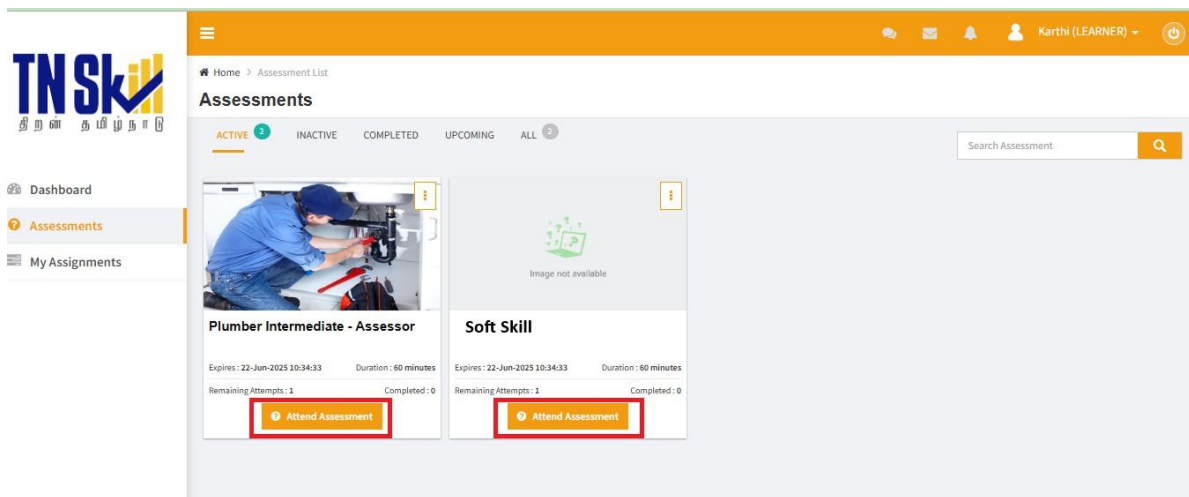 Karthi (LEARNER)
TN Skill
திறன் தமிழ்நாடு
Dashboard
Assessments
My Assignments
Home > Assessment List
Assessments
ACTIVE 2 INACTIVE COMPLETED UPCOMING ALL 2
Search Assessment
Plumber Intermediate - Assessor
Expires : 22-Jun-2025 10:34:33 Duration : 60 minutes
Remaining Attempts : 1 Completed : 0
Attend Assessment
Image not available
Soft Skill
Expires : 22-Jun-2025 10:34:33 Duration : 60 minutes
Remaining Attempts : 1 Completed : 0
Attend Assessment